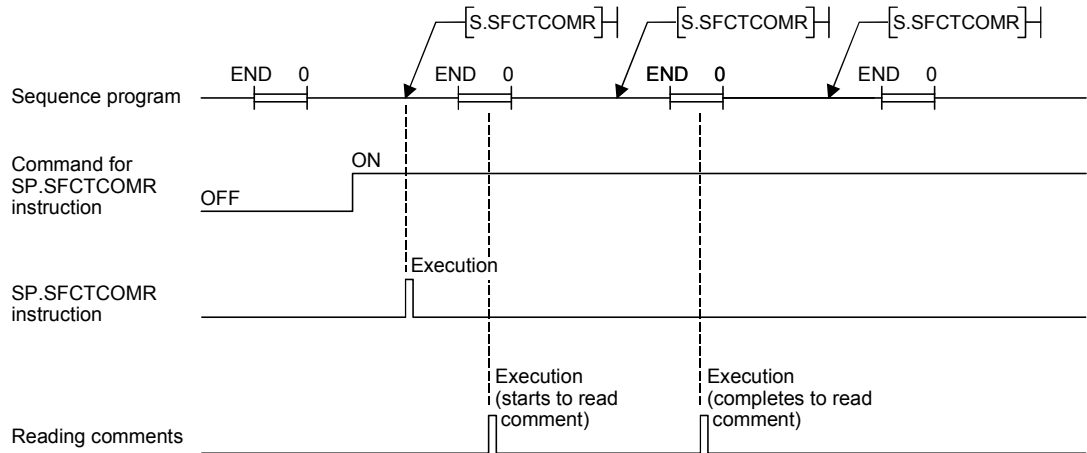 [S.SFCTCOMR] [S.SFCTCOMR] [S.SFCTCOMR]
END 0 END 0 END 0 END 0
Sequence program
Command for
SP.SFCTCOMR
instruction
ON
OFF
Execution
SP.SFCTCOMR
instruction
Execution
(starts to read
comment)
Execution
(completes to read
comment)
Reading comments